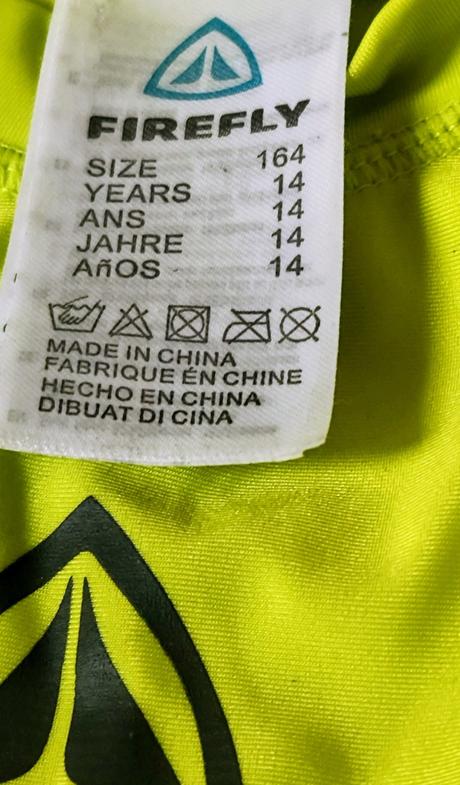 FIREFLY
SIZE 164
YEARS 14
ANS 14
JAHRE 14
AñOS 14
MADE IN CHINA
FABRIQUE ÉN CHINE
HECHO EN CHINA
DIBUAT DI CINA